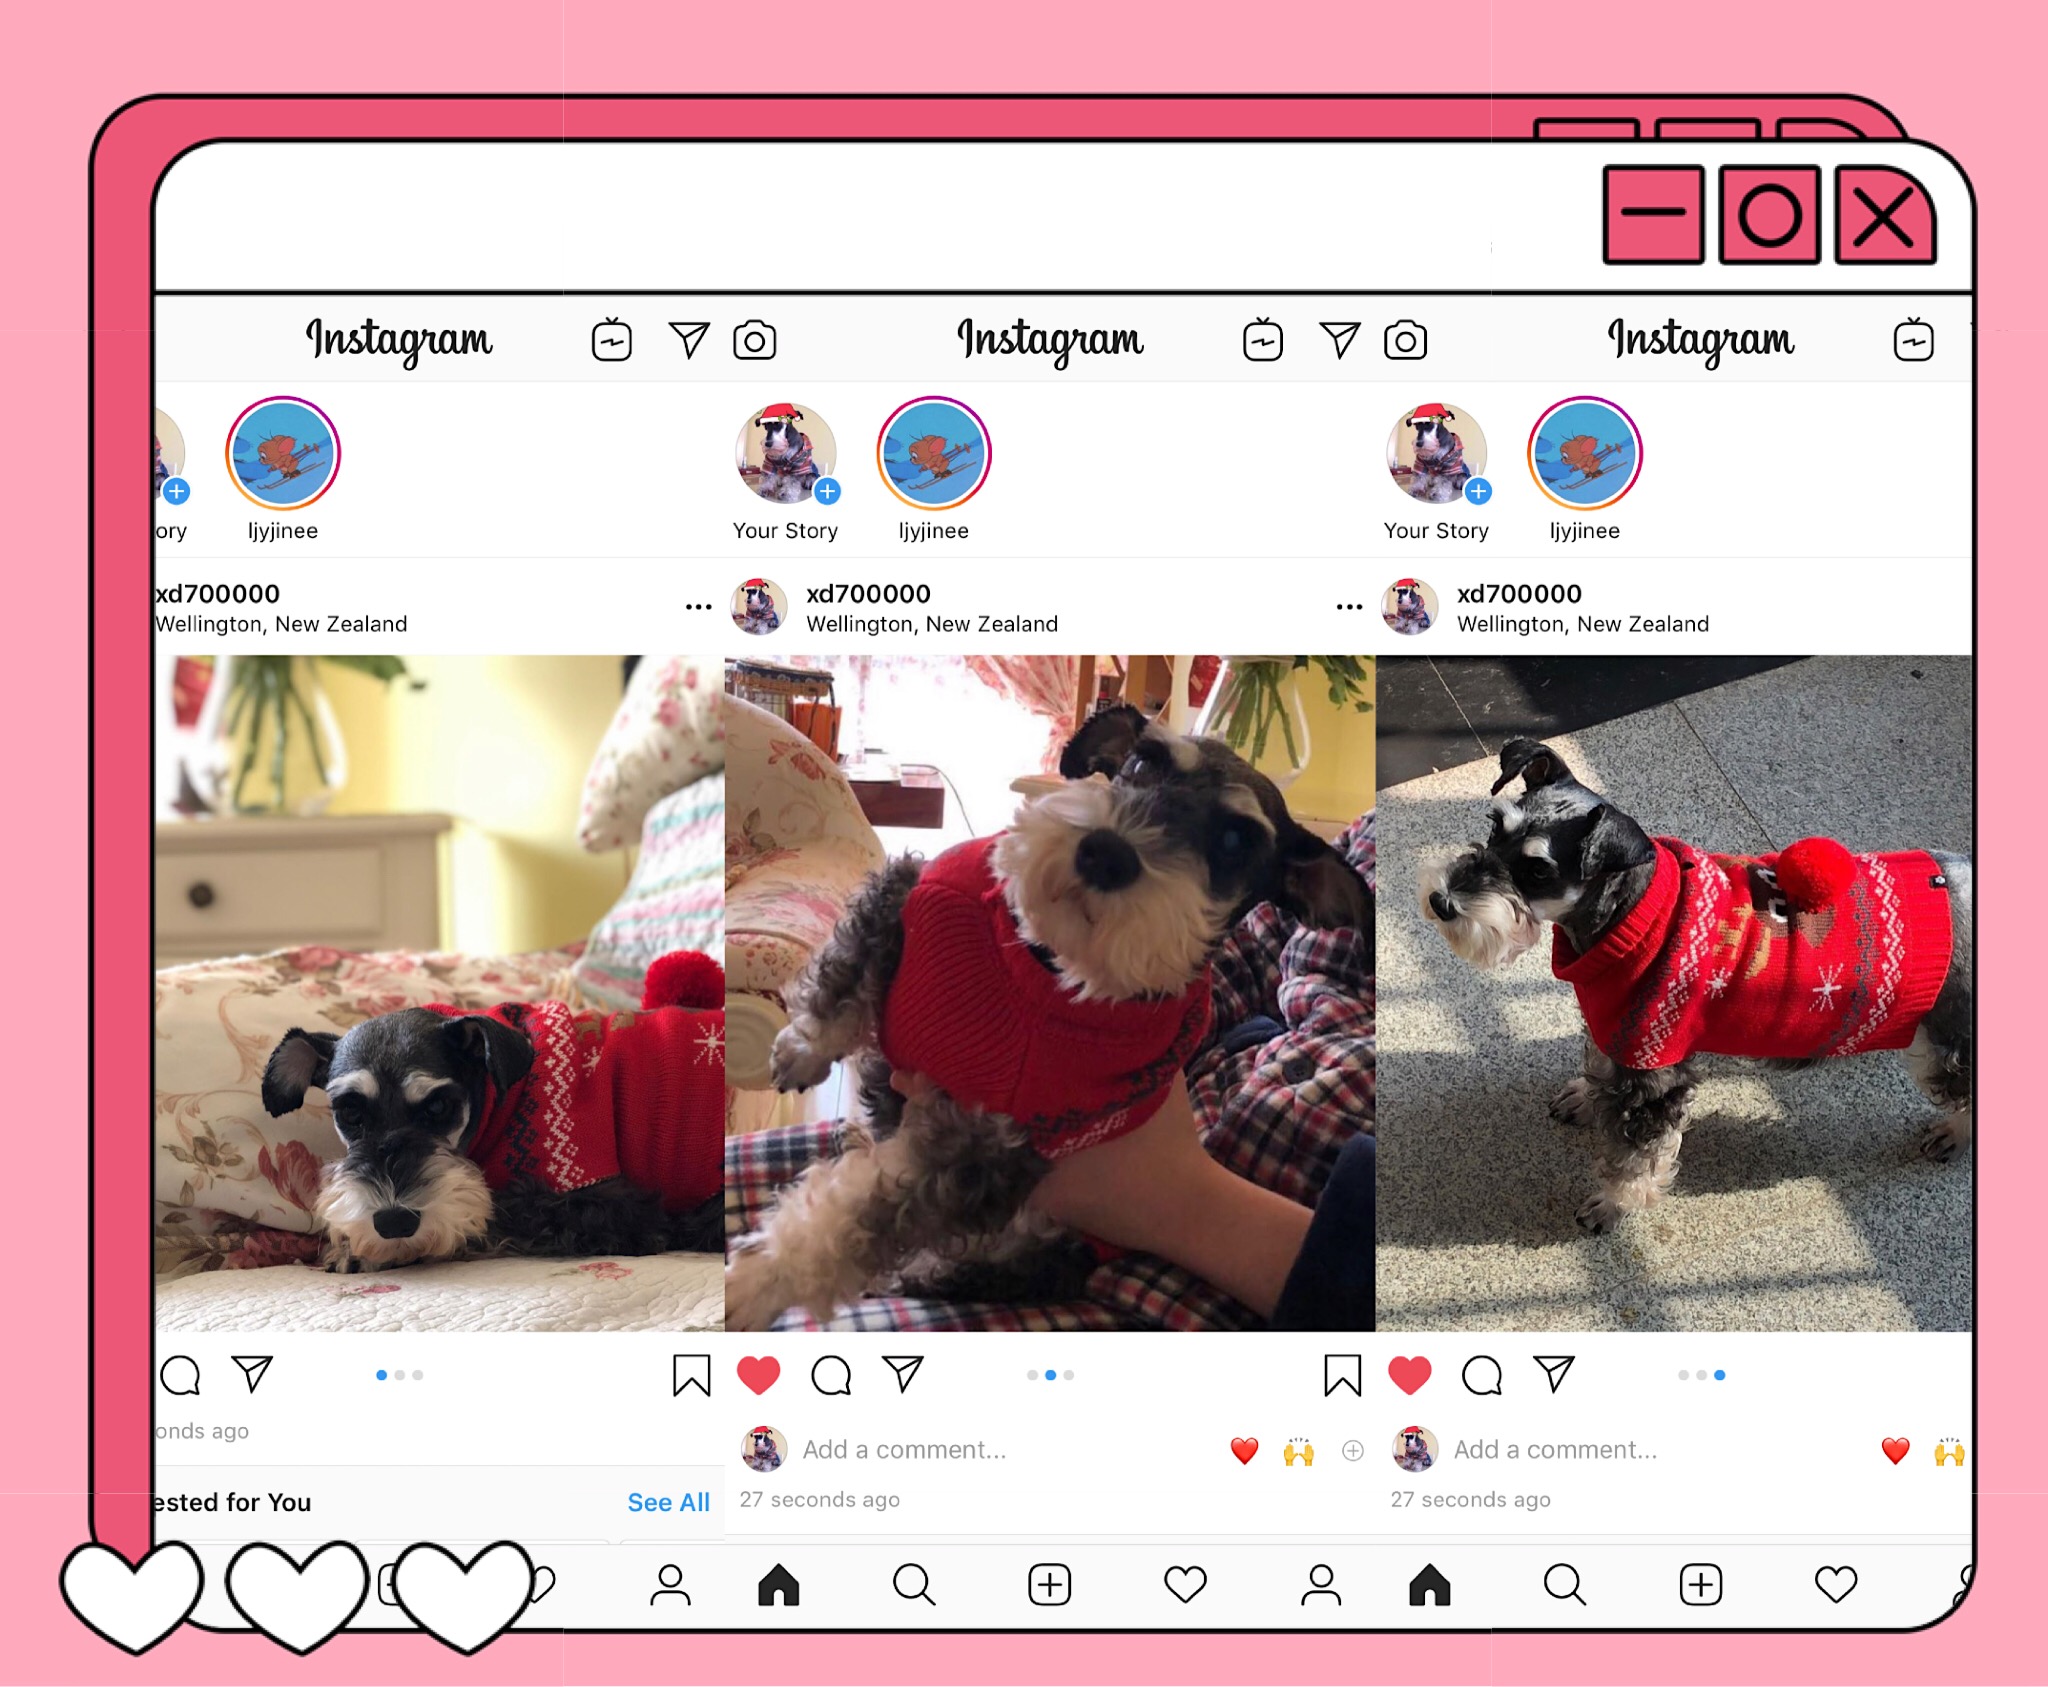 Instagram
Instagram
Instagram
ory
ljyjinee
Your Story
ljyjinee
Your Story
ljyjinee
xd700000
Wellington, New Zealand
xd700000
Wellington, New Zealand
xd700000
Wellington, New Zealand
onds ago
ested for You
See All
Add a comment...
27 seconds ago
Add a comment...
27 seconds ago